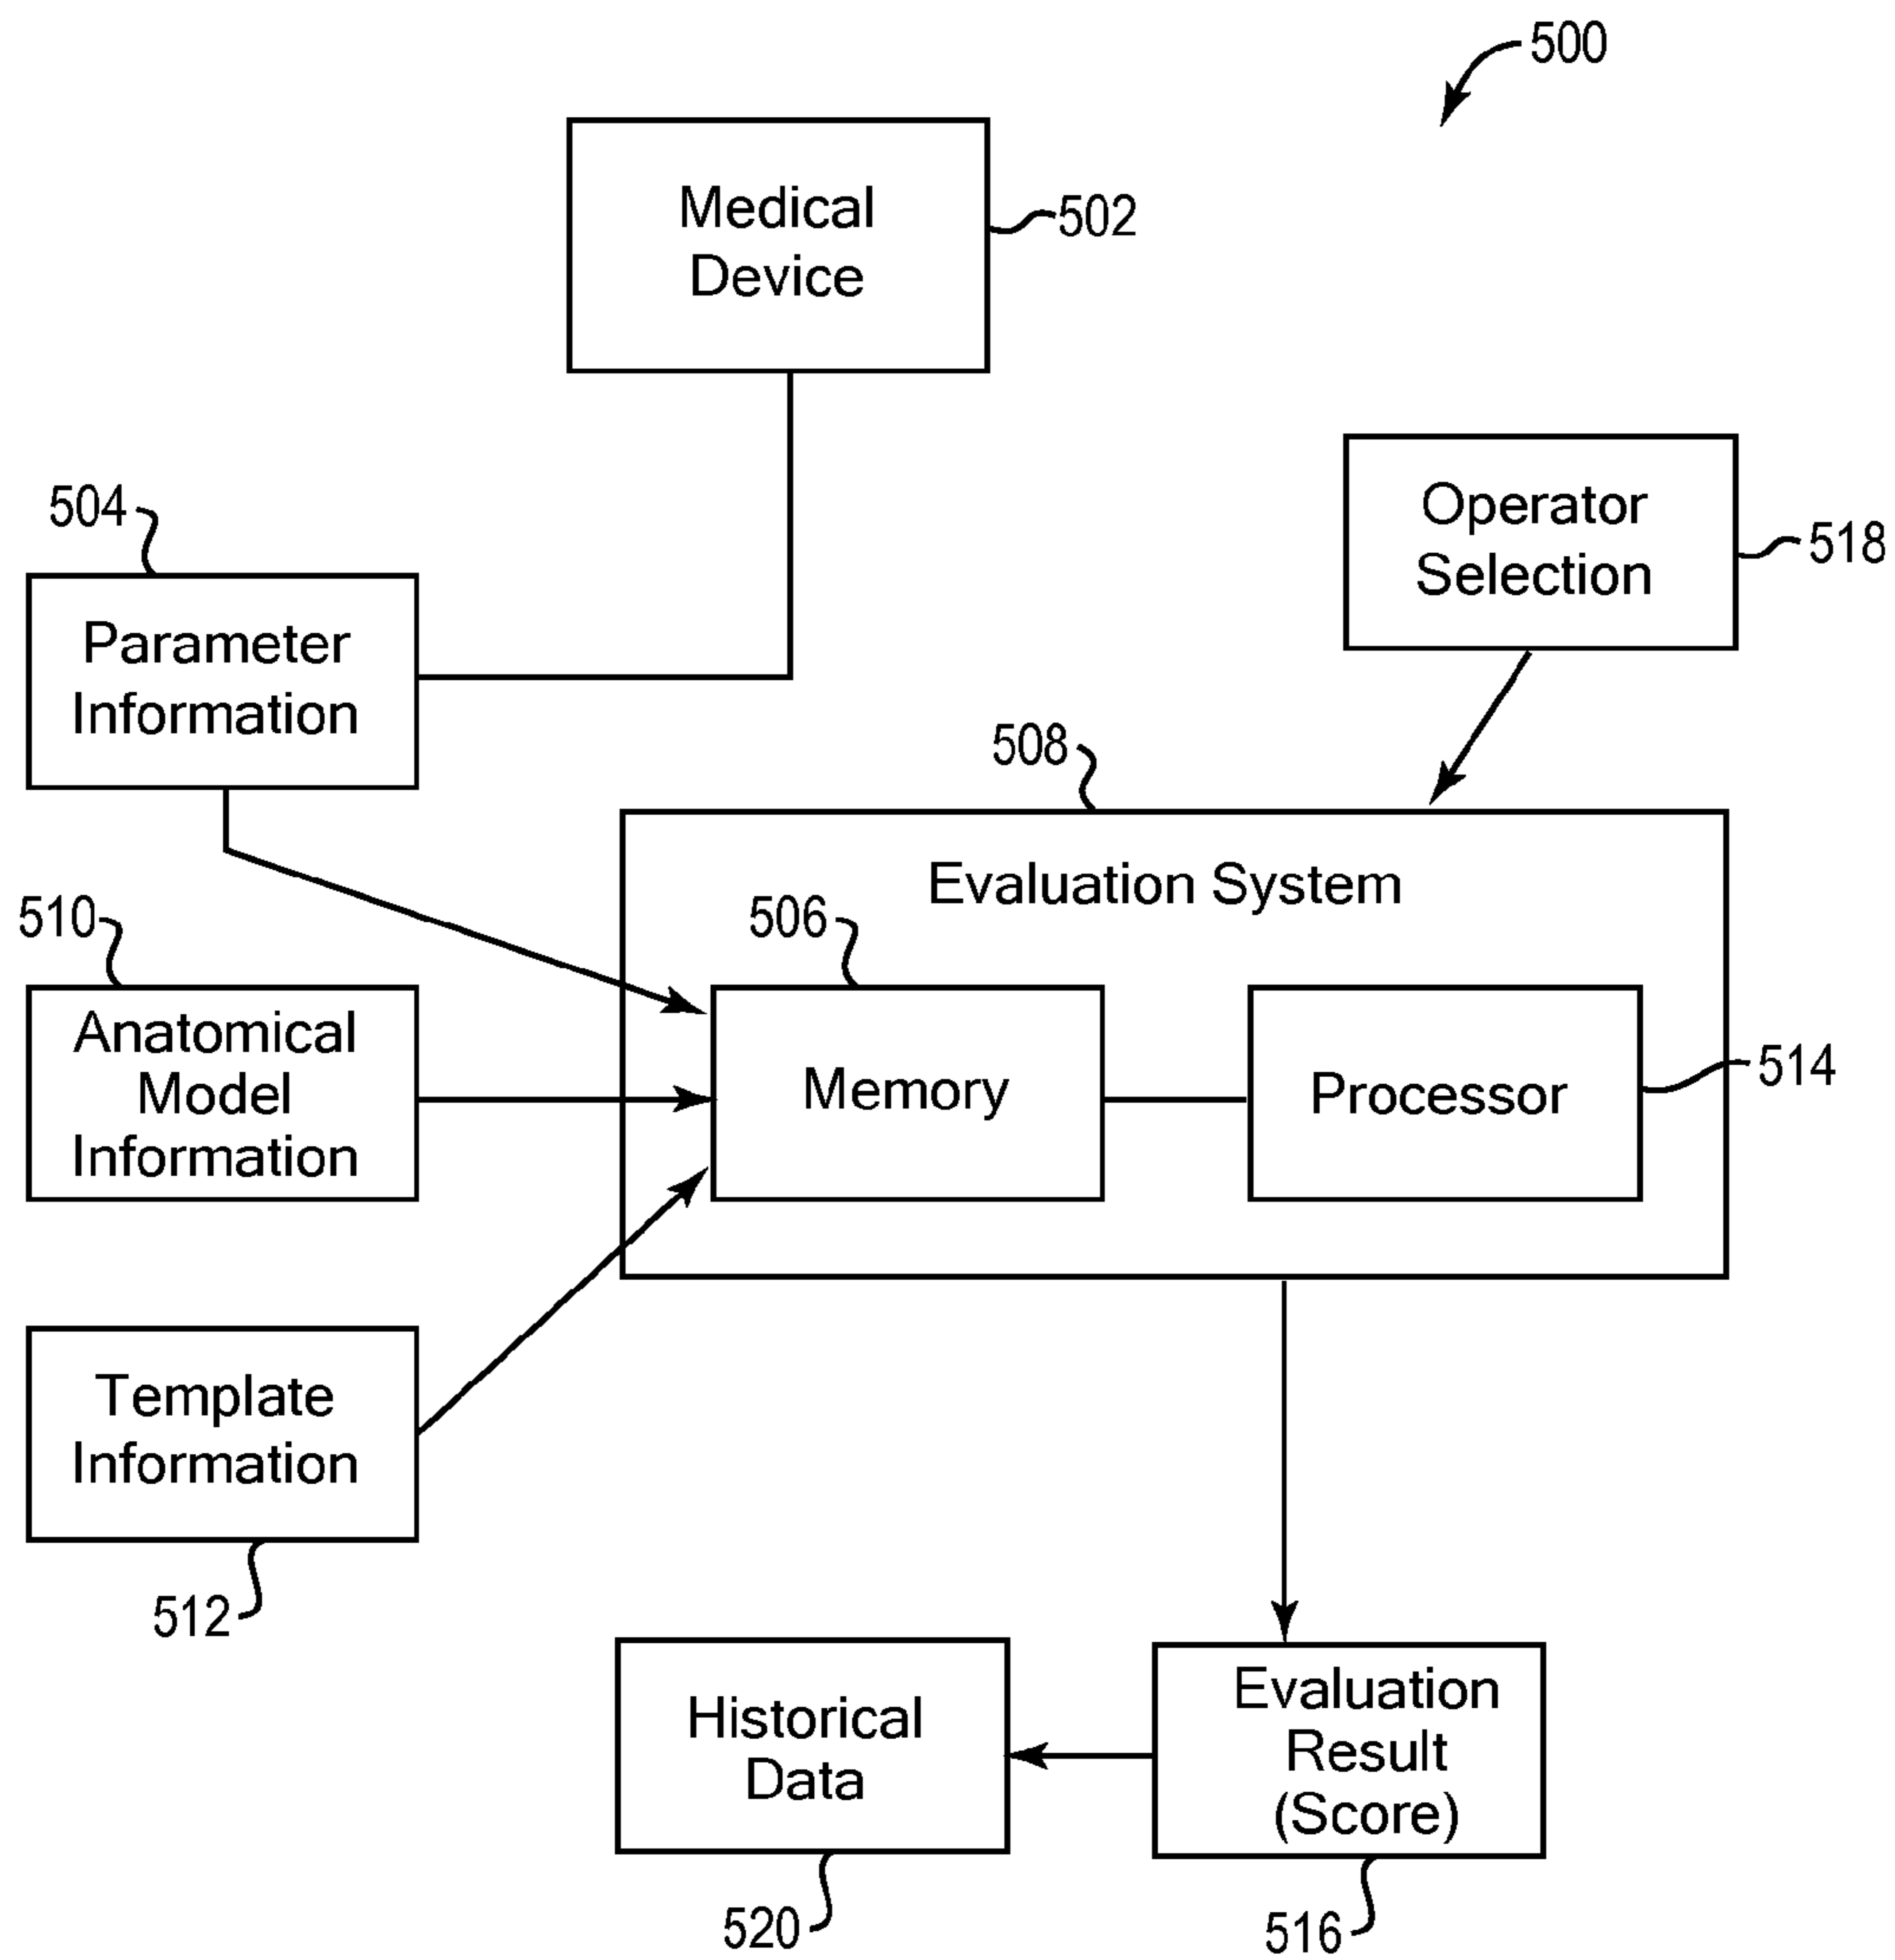 500
Medical
Device
502
504
Operator
Selection
518
Parameter
Information
508
Evaluation System
510
506
Anatomical
Model
Information
Memory
Processor
514
Template
Information
512
Historical
Data
Evaluation
Result
(Score)
520
516